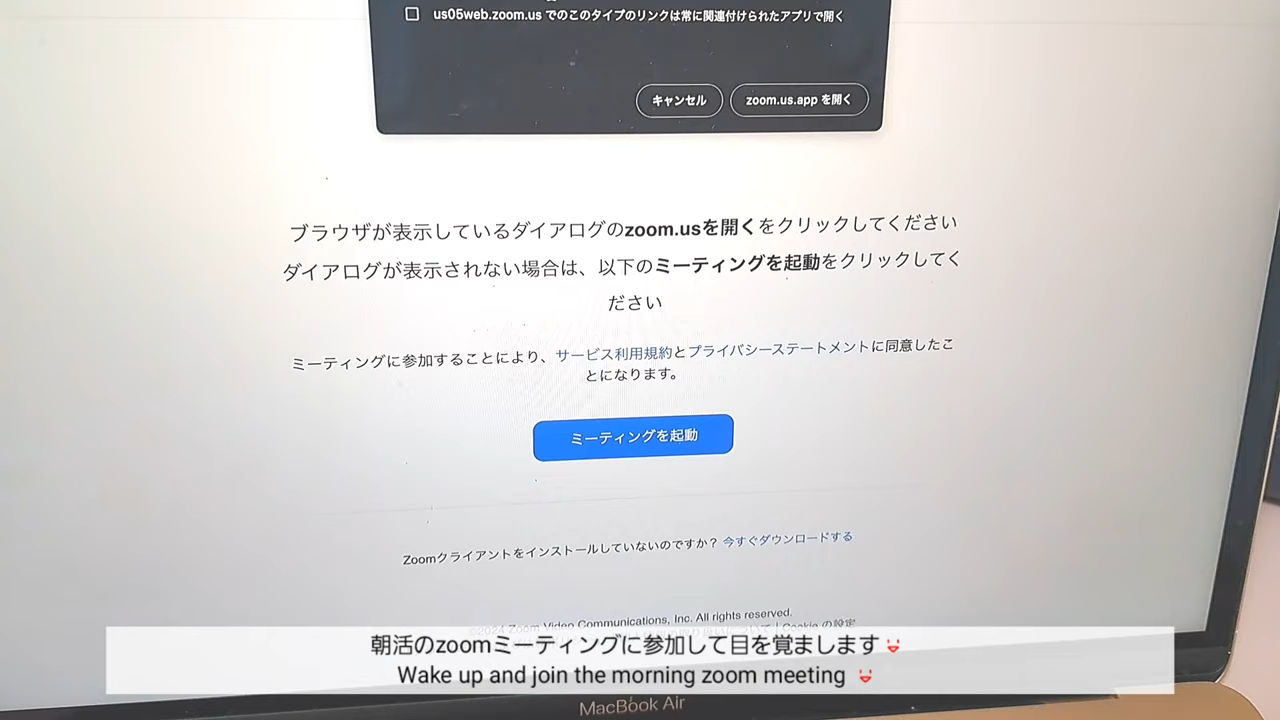 us05web.zoom.us でのこのタイプのリンクは常に関連付けられたアプリで開く
キャンセル
zoom.us.app を開く
ブラウザが表示しているダイアログのzoom.usを開くをクリックしてください
ダイアログが表示されない場合は、以下のミーティングを起動をクリックしてく
ださい
ミーティングに参加することにより、サービス利用規約とプライバシーステートメントに同意したこ
とになります。
ミーティングを起動
Zoomクライアントをインストールしていないのですか？ 今すぐダウンロードする
©2024 Zoom Video Communications, Inc. All rights reserved.
Cookie の設定
朝活のzoomミーティングに参加して目を覚まします
Wake up and join the morning zoom meeting
MacBook Air